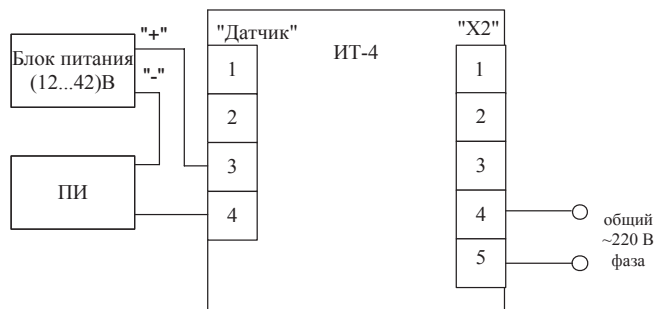 "+"
"Датчик"
ИТ-4
"X2"
Блок питания
(12...42)В
"-"
1
2
3
4
1
2
3
4
5
ПИ
общий
~220 В
фаза